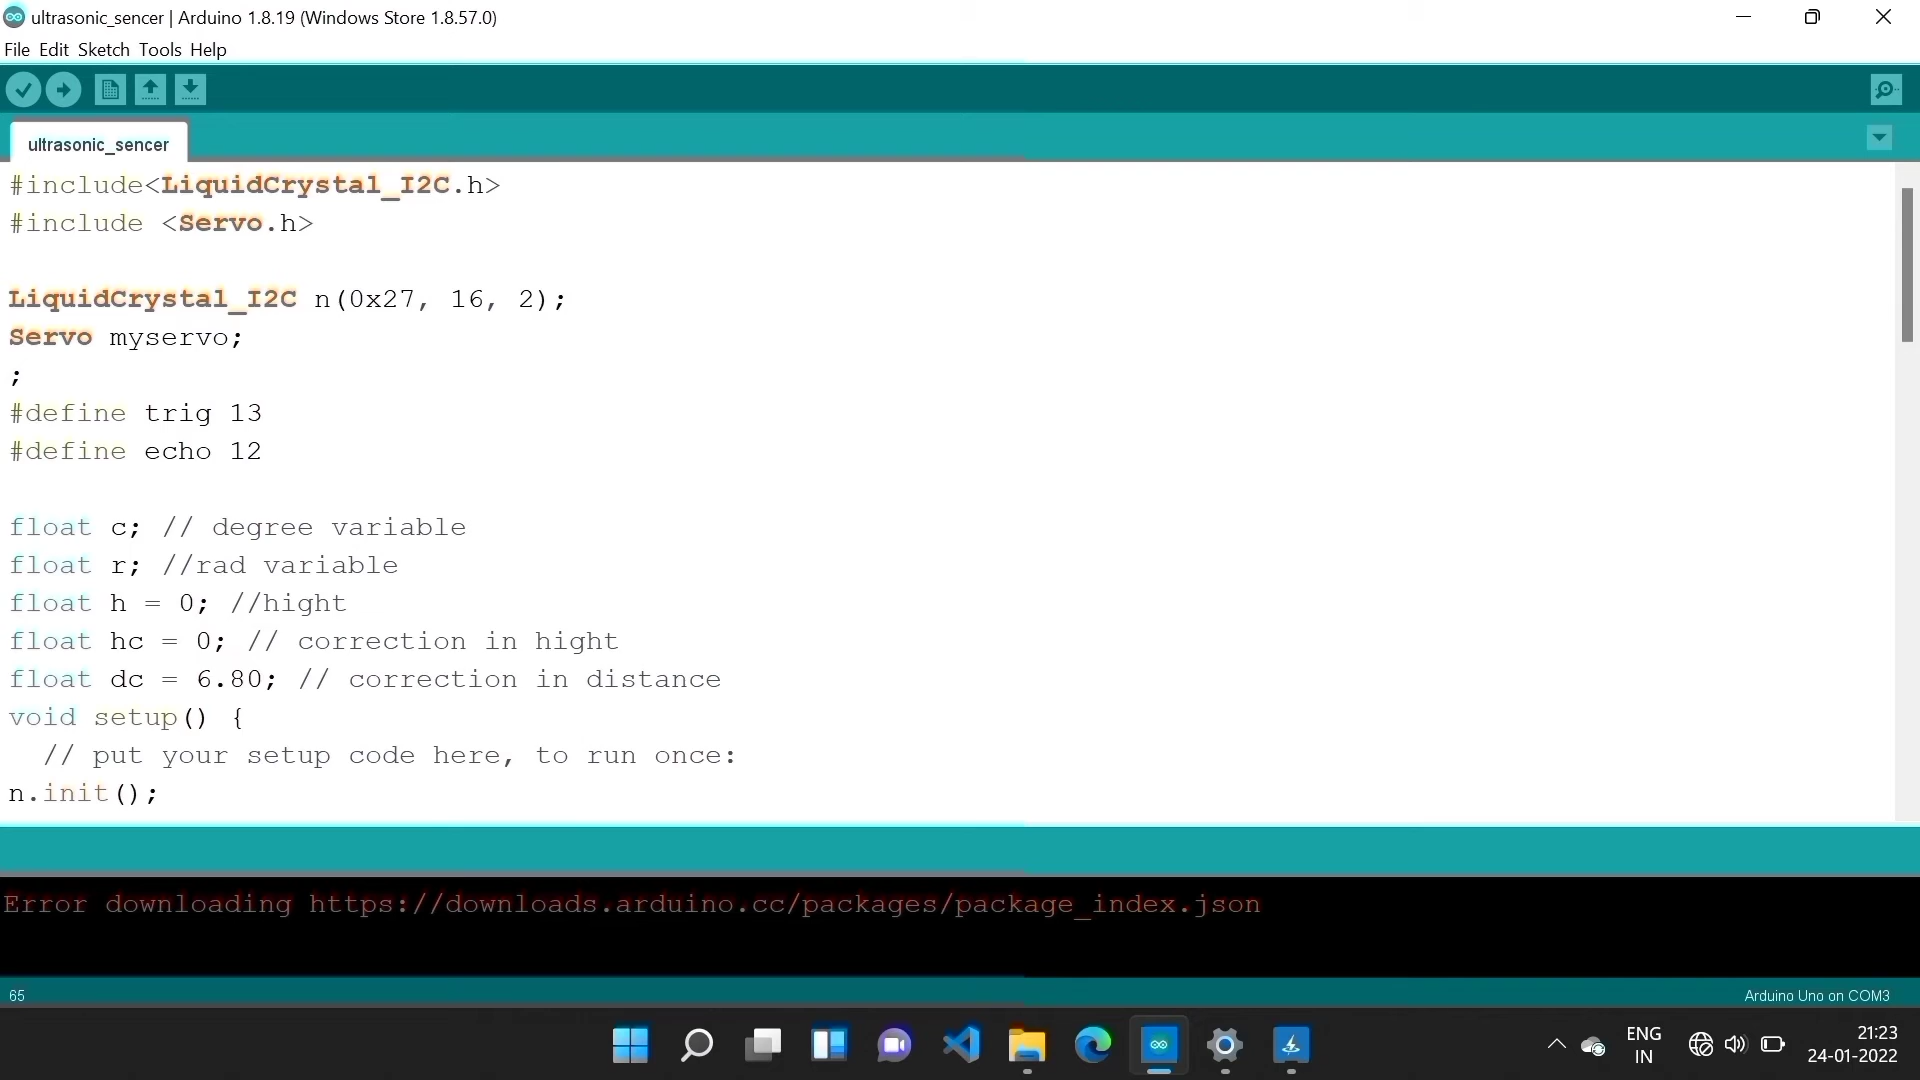 ultrasonic_sencer | Arduino 1.8.19 (Windows Store 1.8.57.0)
File Edit Sketch Tools Help
ultrasonic_sencer
#include<LiquidCrystal_I2C.h>
#include <Servo.h>
LiquidCrystal_I2C n(0x27, 16, 2);
Servo myservo;
;
#define trig 13
#define echo 12
float c; // degree variable
float r; //rad variable
float h = 0; //hight
float hc = 0; // correction in hight
float dc = 6.80; // correction in distance
void setup() {
  // put your setup code here, to run once:
n.init();
Error downloading https://downloads.arduino.cc/packages/package_index.json
65
Arduino Uno on COM3
ENG
IN
21:23
24-01-2022